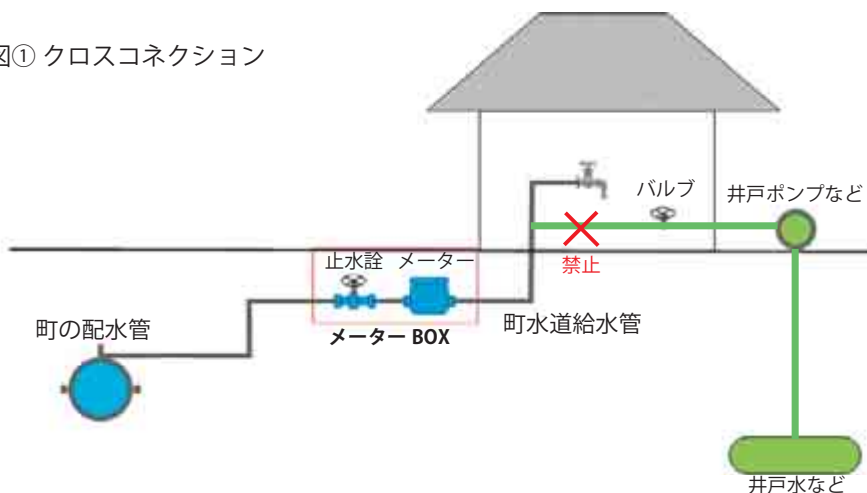 図① クロスコネクション
バルブ
井戸ポンプなど
禁止
止水詮 メーター
町の配水管
メーター BOX
町水道給水管
井戸水など